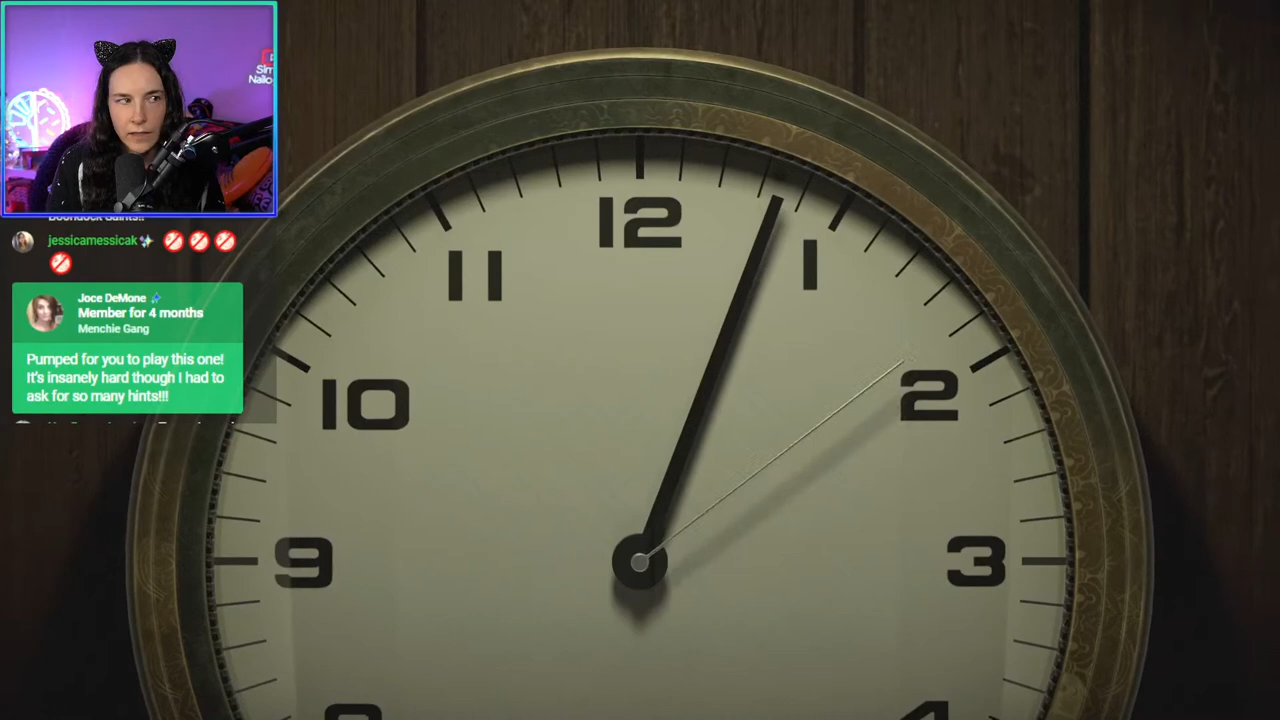 Boondock Saints!!
jessicamessicak
Joce DeMone
Member for 4 months
Menchie Gang
Pumped for you to play this one!
It's insanely hard though I had to
ask for so many hints!!!
12
11
1
10
2
9
3